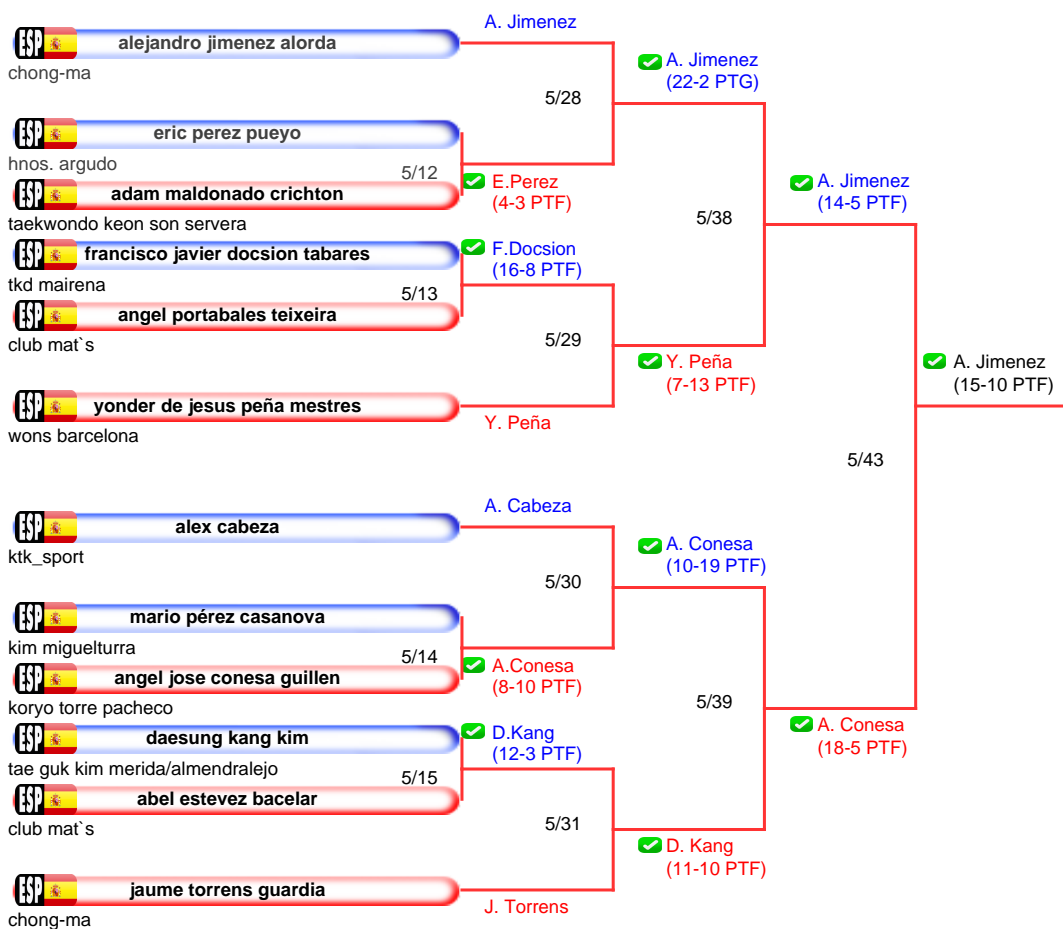 A. Jimenez
ESP alejandro jimenez alorda
chong-ma
A. Jimenez
(22-2 PTG)
5/28
ESP eric perez pueyo
hnos. argudo
5/12
E.Perez
(4-3 PTF)
ESP adam maldonado crichton
taekwondo keon son servera
A. Jimenez
(14-5 PTF)
5/38
ESP francisco javier docsion tabares
tkd mairena
F.Docsion
(16-8 PTF)
5/13
ESP angel portabales teixeira
club mat`s
5/29
Y. Peña
(7-13 PTF)
A. Jimenez
(15-10 PTF)
ESP yonder de jesus peña mestres
wons barcelona
Y. Peña
5/43
A. Cabeza
ESP alex cabeza
ktk_sport
A. Conesa
(10-19 PTF)
5/30
ESP mario pérez casanova
kim miguelturra
5/14
A.Conesa
(8-10 PTF)
ESP angel jose conesa guillen
koryo torre pacheco
5/39
A. Conesa
(18-5 PTF)
ESP daesung kang kim
tae guk kim merida/almendralejo
D.Kang
(12-3 PTF)
5/15
ESP abel estevez bacelar
club mat`s
5/31
D. Kang
(11-10 PTF)
ESP jaume torrens guardia
chong-ma
J. Torrens